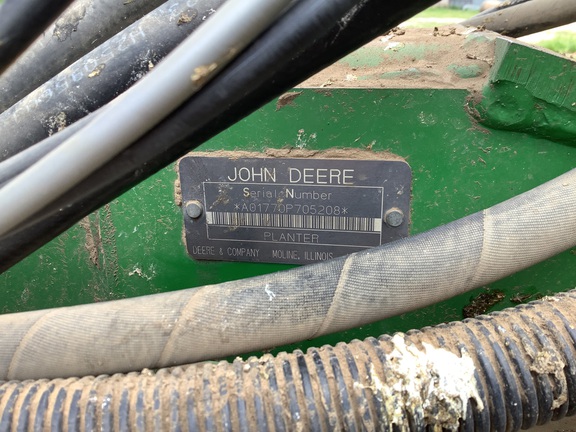 JOHN DEERE
Serial Number
*A01770P705208*
PLANTER
DEERE & COMPANY MOLINE, ILLINOIS